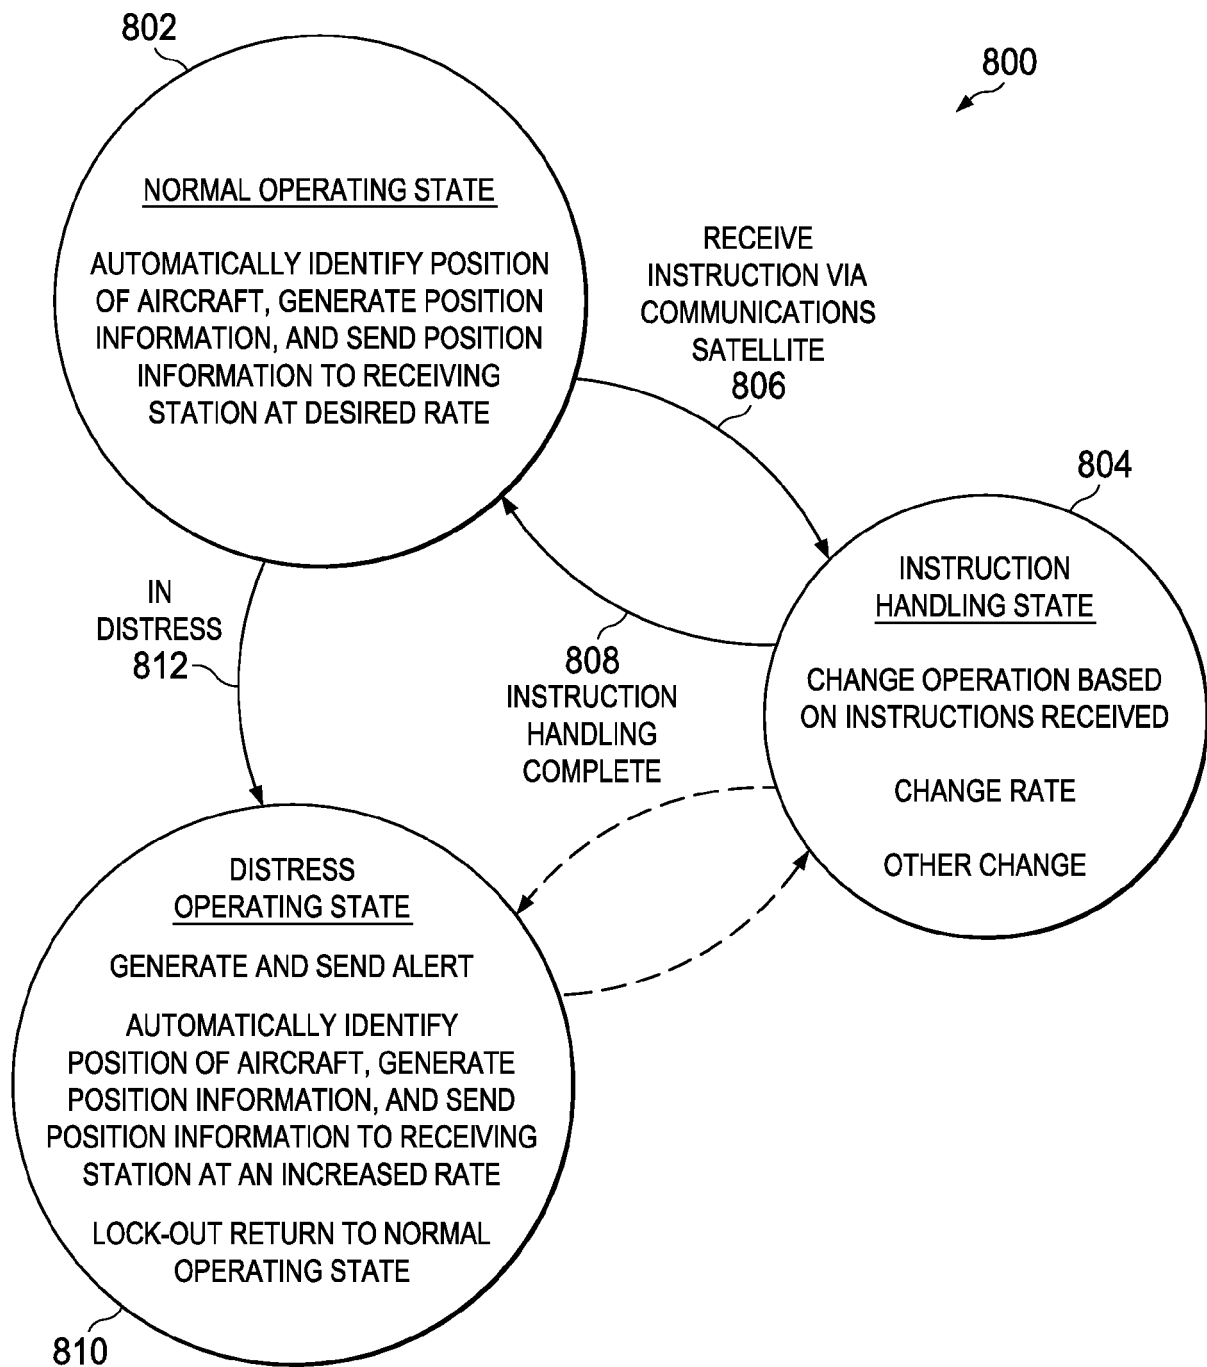 802
800
NORMAL OPERATING STATE
AUTOMATICALLY IDENTIFY POSITION
OF AIRCRAFT, GENERATE POSITION
INFORMATION, AND SEND POSITION
INFORMATION TO RECEIVING
STATION AT DESIRED RATE
RECEIVE
INSTRUCTION VIA
COMMUNICATIONS
SATELLITE
806
804
INSTRUCTION
HANDLING STATE
CHANGE OPERATION BASED
ON INSTRUCTIONS RECEIVED
CHANGE RATE
OTHER CHANGE
IN
DISTRESS
812
808
INSTRUCTION
HANDLING
COMPLETE
DISTRESS
OPERATING STATE
GENERATE AND SEND ALERT
AUTOMATICALLY IDENTIFY
POSITION OF AIRCRAFT, GENERATE
POSITION INFORMATION, AND SEND
POSITION INFORMATION TO RECEIVING
STATION AT AN INCREASED RATE
LOCK-OUT RETURN TO NORMAL
OPERATING STATE
810